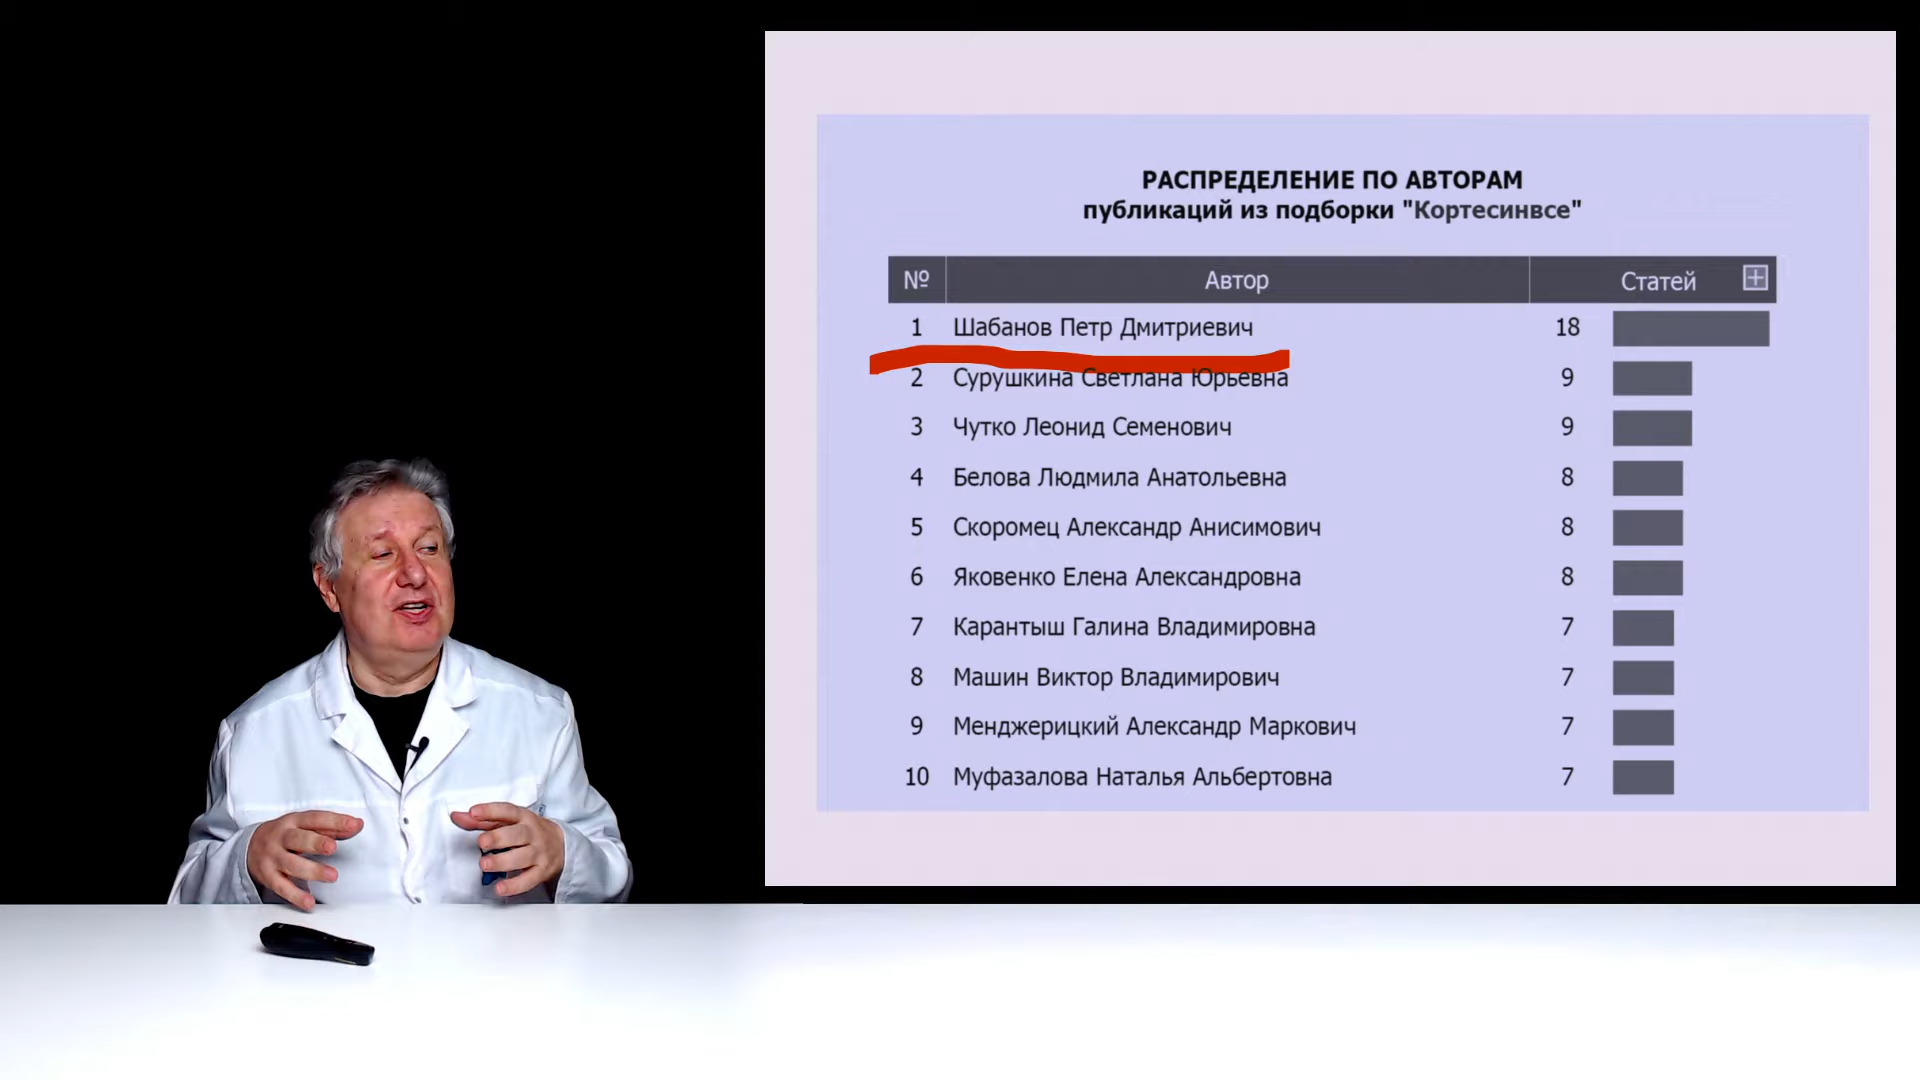 РАСПРЕДЕЛЕНИЕ ПО АВТОРАМ
публикаций из подборки "Кортесинвсе"
№ Автор Статей
1 Шабанов Петр Дмитриевич 18
2 Сурушкина Светлана Юрьевна 9
3 Чутко Леонид Семенович 9
4 Белова Людмила Анатольевна 8
5 Скоромец Александр Анисимович 8
6 Яковенко Елена Александровна 8
7 Карантыш Галина Владимировна 7
8 Машин Виктор Владимирович 7
9 Менджерицкий Александр Маркович 7
10 Муфазалова Наталья Альбертовна 7